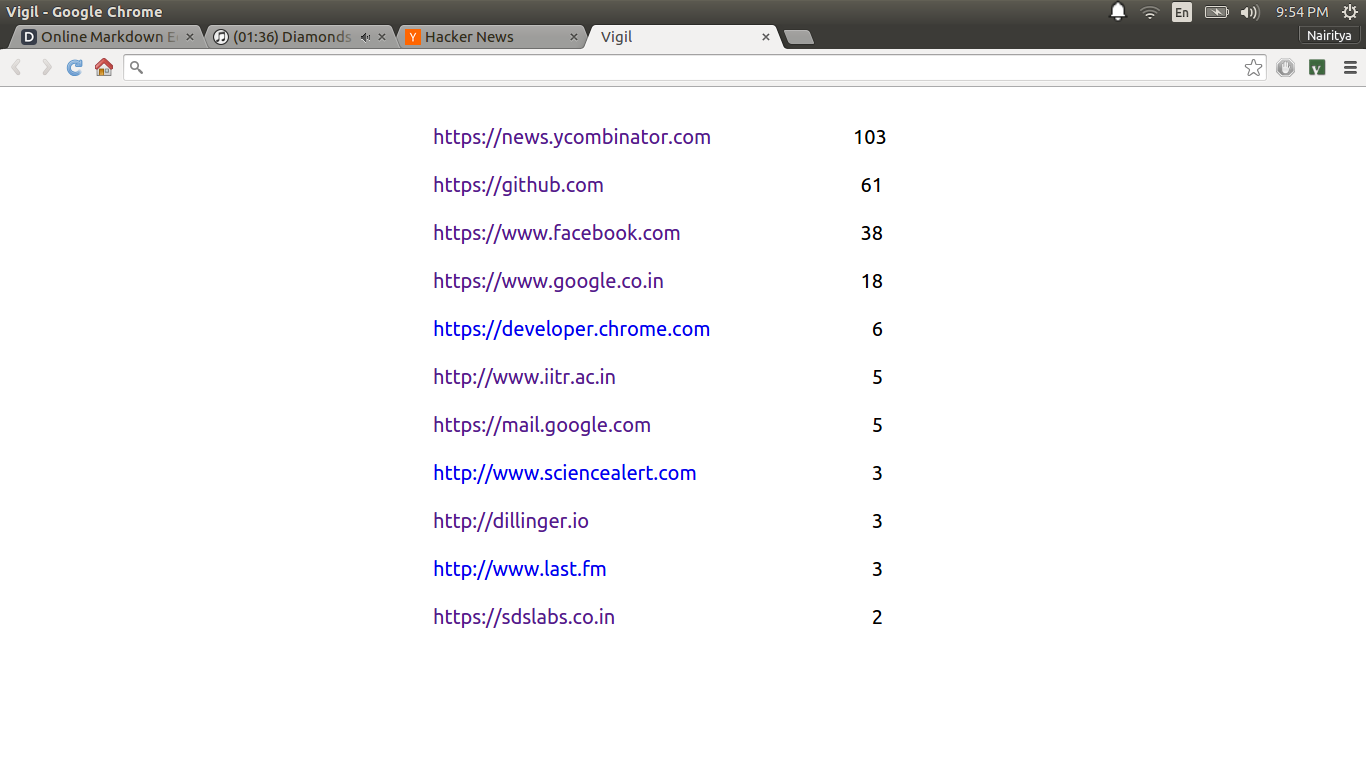 Vigil - Google Chrome
En
9:54 PM
D Online Markdown E
(01:36) Diamonds
Y Hacker News
Vigil
Nairitya
V
https://news.ycombinator.com 103
https://github.com 61
https://www.facebook.com 38
https://www.google.co.in 18
https://developer.chrome.com 6
http://www.iitr.ac.in 5
https://mail.google.com 5
http://www.sciencealert.com 3
http://dillinger.io 3
http://www.last.fm 3
https://sdslabs.co.in 2